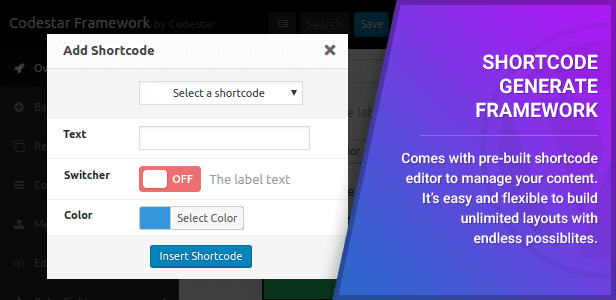 Codestar Framework by Codestar
Search
Save
Add Shortcode
Select a shortcode
Text
Switcher
OFF
The label text
Color
Select Color
Insert Shortcode
SHORTCODE
GENERATE
FRAMEWORK
Comes with pre-built shortcode
editor to manage your content.
It's easy and flexible to build
unlimited layouts with
endless possiblites.